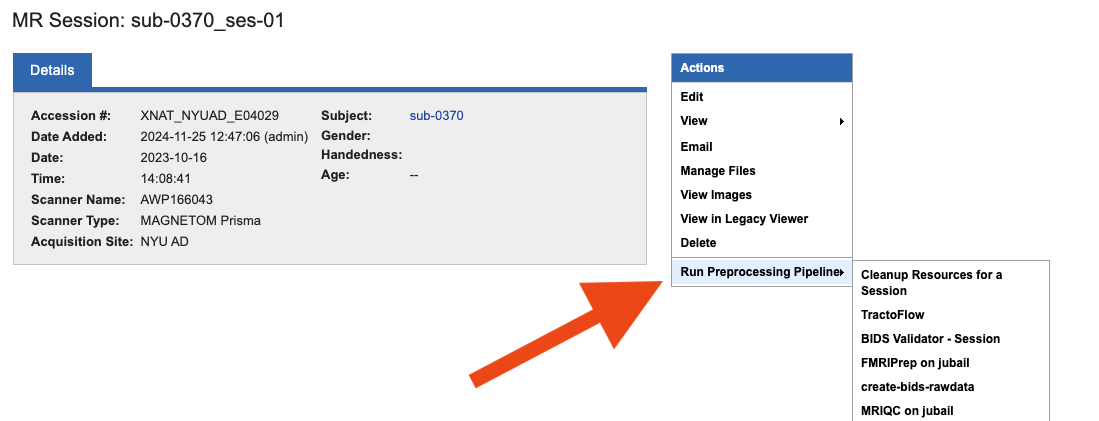 MR Session: sub-0370_ses-01
Details
Accession #: XNAT_NYUAD_E04029
Date Added: 2024-11-25 12:47:06 (admin)
Date: 2023-10-16
Time: 14:08:41
Scanner Name: AWP166043
Scanner Type: MAGNETOM Prisma
Acquisition Site: NYU AD
Subject: sub-0370
Gender:
Handedness:
Age: --
Actions
Edit
View
Email
Manage Files
View Images
View in Legacy Viewer
Delete
Run Preprocessing Pipeline
Cleanup Resources for a
Session
TractoFlow
BIDS Validator - Session
FMRIPrep on jubail
create-bids-rawdata
MRIQC on jubail